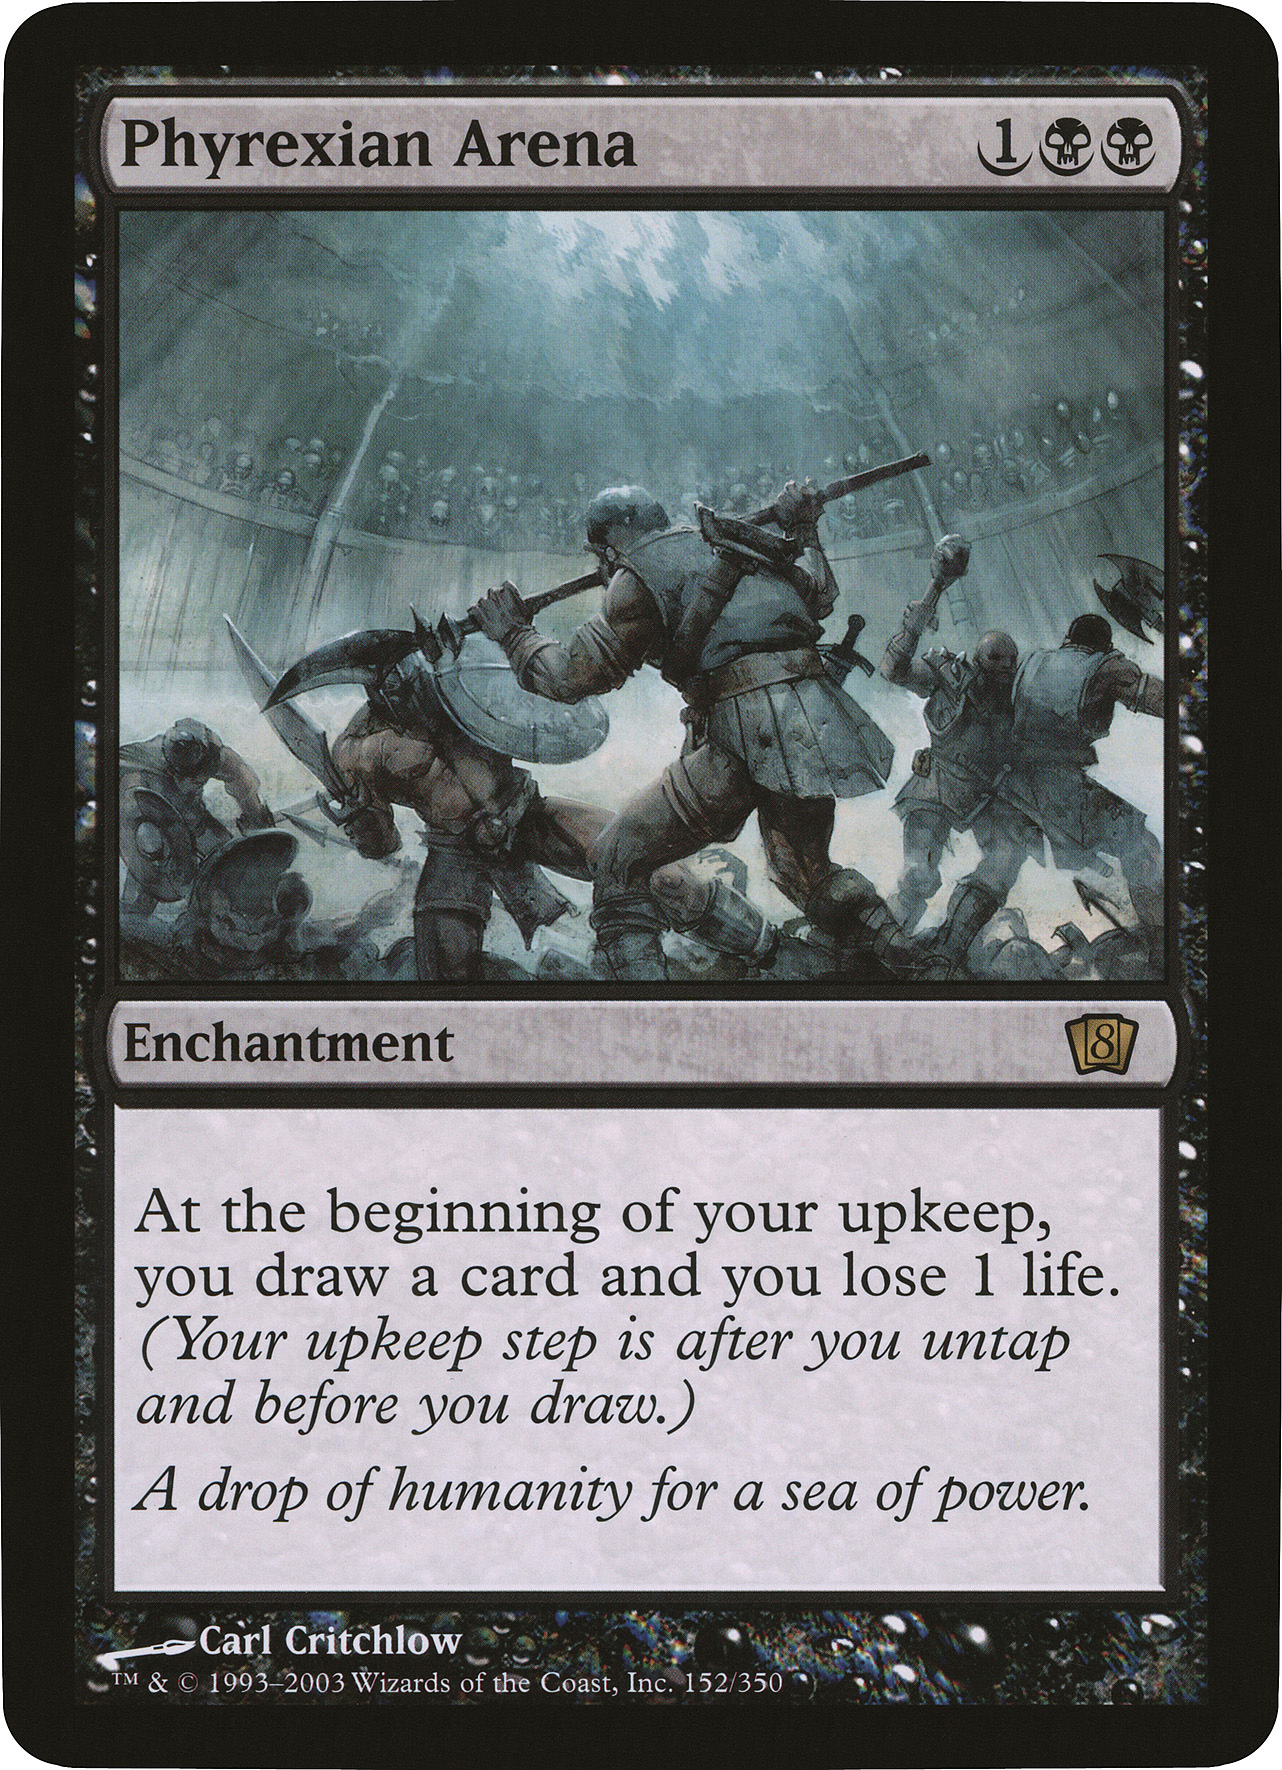 Phyrexian Arena 1
Enchantment 8
At the beginning of your upkeep,
you draw a card and you lose 1 life.
(Your upkeep step is after you untap
and before you draw.)
A drop of humanity for a sea of power.
Carl Critchlow
™ & © 1993–2003 Wizards of the Coast, Inc. 152/350